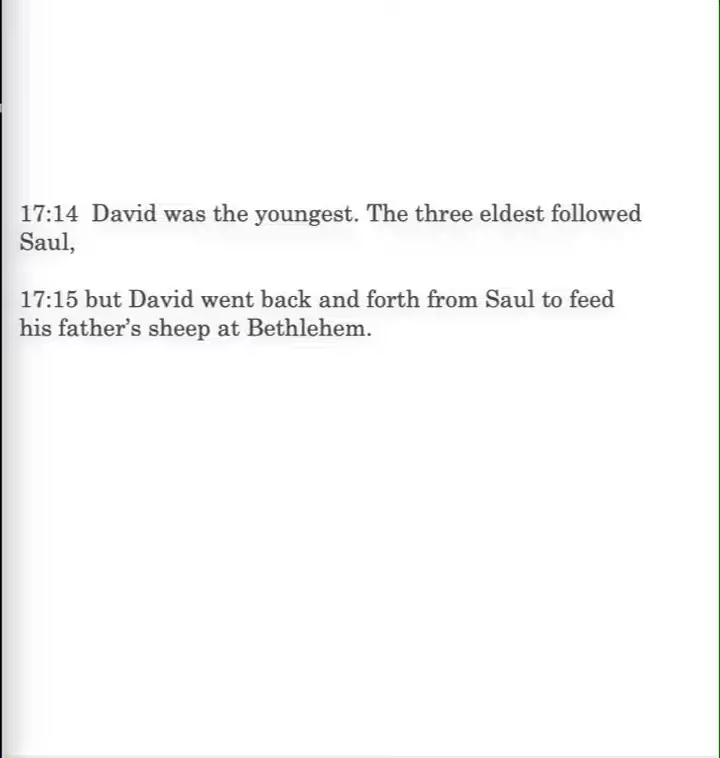 17:14  David was the youngest. The three eldest followed
Saul,
17:15 but David went back and forth from Saul to feed
his father’s sheep at Bethlehem.